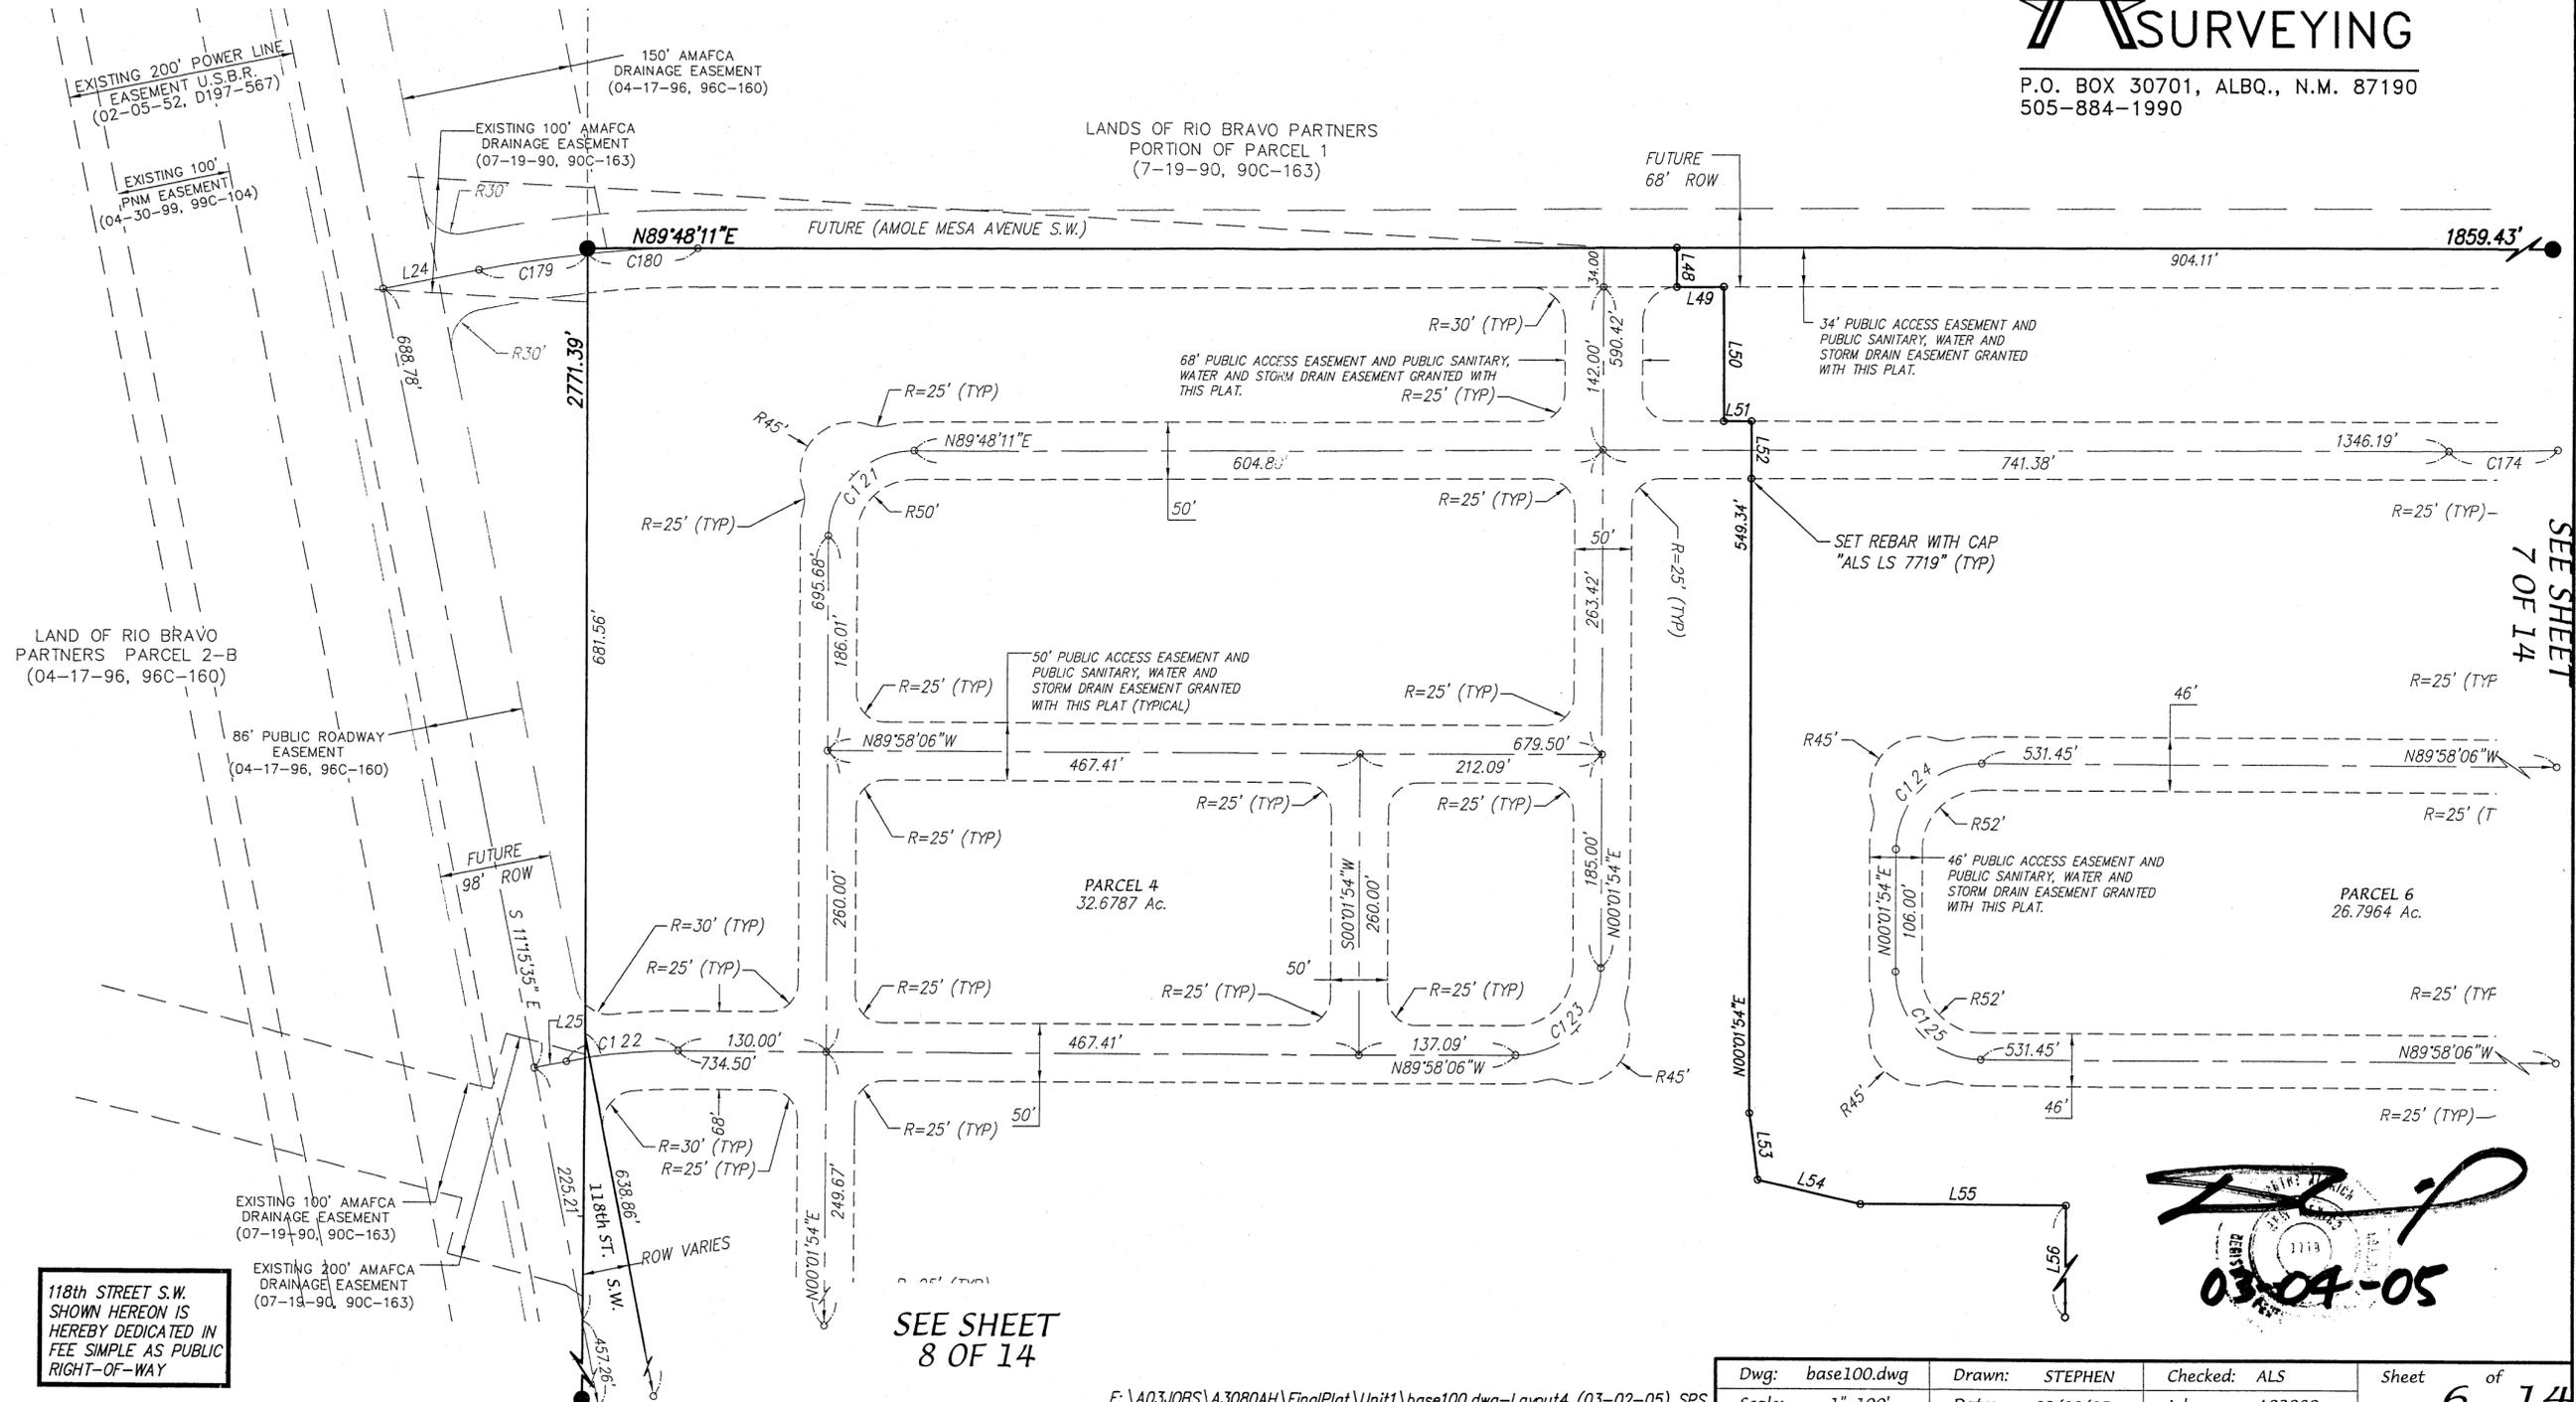 SURVEYING
P.O. BOX 30701, ALBQ., N.M. 87190
505-884-1990
EXISTING 200' POWER LINE
EASEMENT U.S.B.R.
(02-05-52, D197-567)
150' AMAFCA
DRAINAGE EASEMENT
(04-17-96, 96C-160)
EXISTING 100' AMAFCA
DRAINAGE EASEMENT
(07-19-90, 90C-163)
EXISTING 100'
PNM EASEMENT
(04-30-99, 99C-104)
R30'
LANDS OF RIO BRAVO PARTNERS
PORTION OF PARCEL 1
(7-19-90, 90C-163)
FUTURE
68' ROW
N89°48'11"E
FUTURE (AMOLE MESA AVENUE S.W.)
1859.43'
L24
C179
C180
904.11'
34.00
L48
L49
R30'
688.78'
2771.39'
R=30' (TYP)
590.42'
142.00'
L50
34' PUBLIC ACCESS EASEMENT AND
PUBLIC SANITARY, WATER AND
STORM DRAIN EASEMENT GRANTED
WITH THIS PLAT.
68' PUBLIC ACCESS EASEMENT AND PUBLIC SANITARY,
WATER AND STORM DRAIN EASEMENT GRANTED WITH
THIS PLAT.
R=25' (TYP)
R=25' (TYP)
R45'
L51
N89°48'11"E
L52
1346.19'
C121
741.38'
C174
R=25' (TYP)
R50'
50'
R=25' (TYP)
R=25' (TYP)
549.34'
SET REBAR WITH CAP
"ALS LS 7719" (TYP)
SEE SHEET
7 OF 14
50'
R=25' (TYP)
695.68'
263.42'
681.56'
186.01'
LAND OF RIO BRAVO
PARTNERS PARCEL 2-B
(04-17-96, 96C-160)
50' PUBLIC ACCESS EASEMENT AND
PUBLIC SANITARY, WATER AND
STORM DRAIN EASEMENT GRANTED
WITH THIS PLAT (TYPICAL)
R=25' (TYP)
R=25' (TYP)
R=25' (TYP
46'
86' PUBLIC ROADWAY
EASEMENT
(04-17-96, 96C-160)
N89°58'06"W
679.50'
467.41'
212.09'
R45'
531.45'
N89°58'06"W
C124
R=25' (TYP)
R=25' (TYP)
R=25' (TYP)
R52'
R=25' (T
FUTURE
98' ROW
S 11°15'35" E
260.00'
PARCEL 4
32.6787 Ac.
S00°01'54"W
260.00'
185.00'
N00°01'54"E
46' PUBLIC ACCESS EASEMENT AND
PUBLIC SANITARY, WATER AND
STORM DRAIN EASEMENT GRANTED
WITH THIS PLAT.
N00°01'54"E
106.00'
PARCEL 6
26.7964 Ac.
R=30' (TYP)
R=25' (TYP)
R=25' (TYP)
50'
R=25' (TYP)
R=25' (TYP)
R52'
C125
L25
C122
130.00'
734.50'
467.41'
137.09'
N89°58'06"W
C123
N00°01'54"E
531.45'
N89°58'06"W
R45'
R45'
46'
R=25' (TYP)
50'
68'
R=25' (TYP)
R=30' (TYP)
R=25' (TYP)
L53
L54
L55
L56
225.21'
118th ST. S.W.
638.86'
ROW VARIES
N00°01'54"E
249.67'
EXISTING 100' AMAFCA
DRAINAGE EASEMENT
(07-19-90, 90C-163)
EXISTING 200' AMAFCA
DRAINAGE EASEMENT
(07-19-90, 90C-163)
457.26'
118th STREET S.W.
SHOWN HEREON IS
HEREBY DEDICATED IN
FEE SIMPLE AS PUBLIC
RIGHT-OF-WAY
SEE SHEET
8 OF 14
03-04-05
F:\A03JOBS\A3080AH\FinalPlat\Unit1\base100.dwg-Layout4 (03-02-05) SPS
Dwg: base100.dwg
Drawn: STEPHEN
Checked: ALS
Sheet 6 of 14